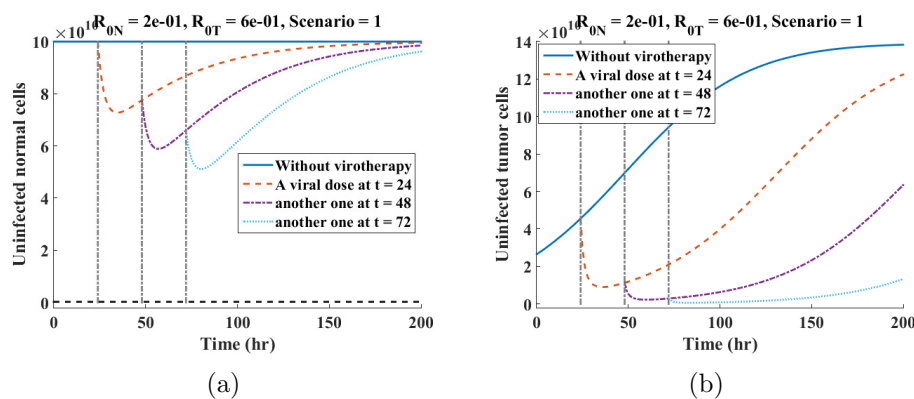 ×10^10 R0N = 2e-01, R0T = 6e-01, Scenario = 1
Uninfected normal cells
10
8
6
4
2
0
Without virotherapy
A viral dose at t = 24
another one at t = 48
another one at t = 72
0 50 100 150 200
Time (hr)
(a)
×10^10 R0N = 2e-01, R0T = 6e-01, Scenario = 1
Uninfected tumor cells
14
12
10
8
6
4
2
0
Without virotherapy
A viral dose at t = 24
another one at t = 48
another one at t = 72
0 50 100 150 200
Time (hr)
(b)